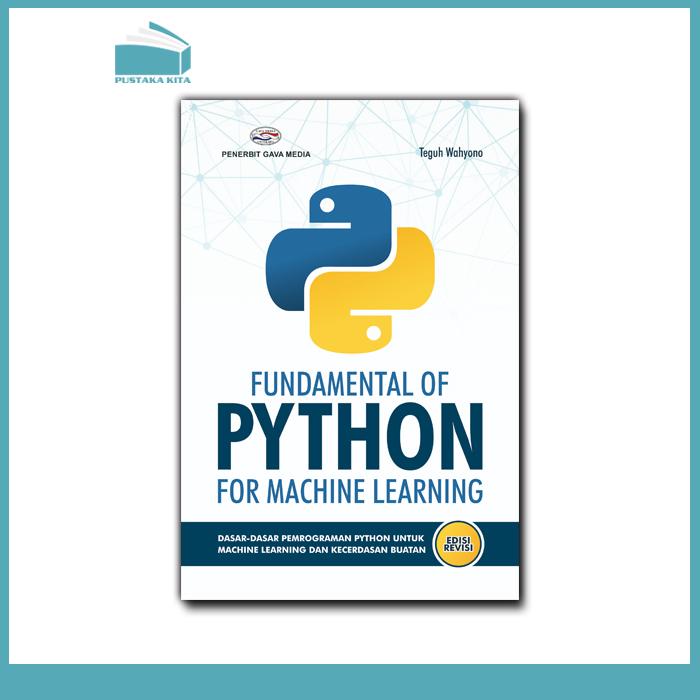 PUSTAKA KITA
PENERBIT GAVA MEDIA
Teguh Wahyono
FUNDAMENTAL OF
PYTHON
FOR MACHINE LEARNING
DASAR-DASAR PEMROGRAMAN PYTHON UNTUK
MACHINE LEARNING DAN KECERDASAN BUATAN
EDISI
REVISI